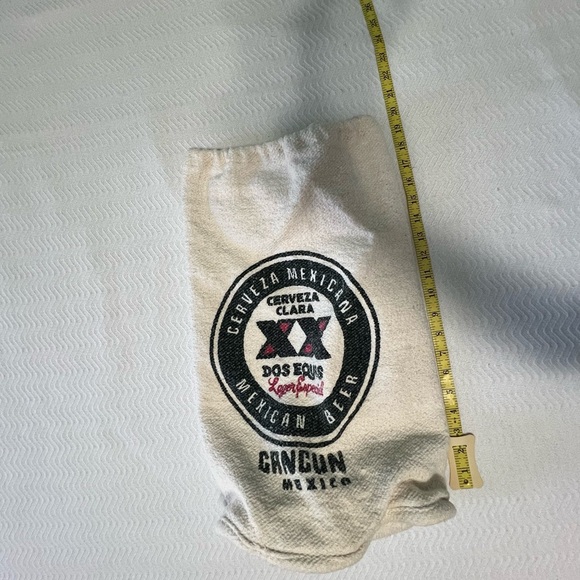 CERVEZA MEXICANA
CERVEZA
CLARA
XX
DOS EQUIS
Lager Especial
MEXICAN BEER
CANCUN
MEXICO